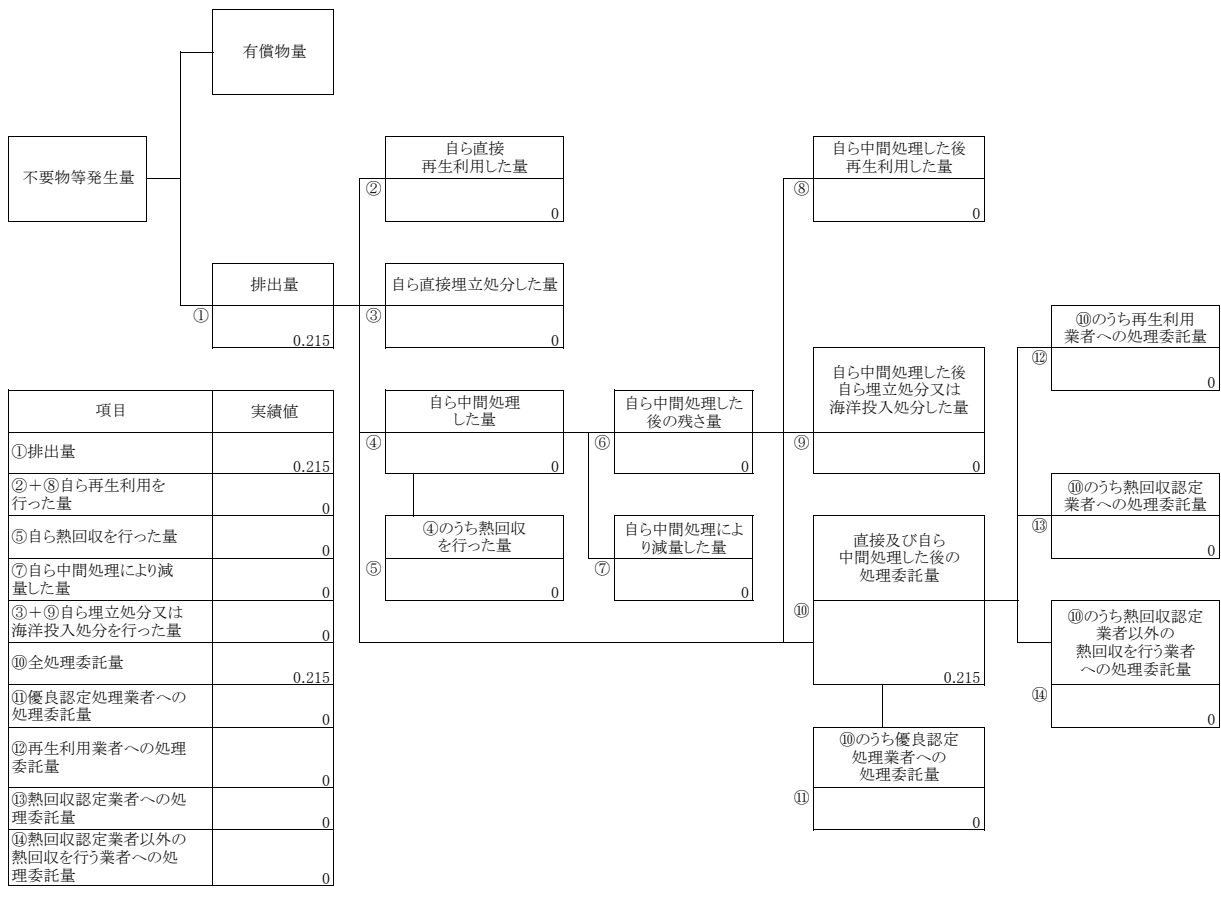 有償物量
不要物等発生量
排出量
①
0.215
自ら直接
再生利用した量
②
0
自ら直接埋立処分した量
③
0
自ら中間処理
した量
④
0
④のうち熱回収
を行った量
⑤
0
自ら中間処理した
後の残さ量
⑥
0
自ら中間処理によ
り減量した量
⑦
0
自ら中間処理した後
再生利用した量
⑧
0
自ら中間処理した後
自ら埋立処分又は
海洋投入処分した量
⑨
0
直接及び自ら
中間処理した後の
処理委託量
⑩
0.215
⑩のうち優良認定
処理業者への
処理委託量
⑪
0
⑩のうち再生利用
業者への処理委託量
⑫
0
⑩のうち熱回収認定
業者への処理委託量
⑬
0
⑩のうち熱回収認定
業者以外の
熱回収を行う業者
への処理委託量
⑭
0
項目 実績値
①排出量
0.215
②＋⑧自ら再生利用を
行った量
0
⑤自ら熱回収を行った量
0
⑦自ら中間処理により減
量した量
0
③＋⑨自ら埋立処分又は
海洋投入処分を行った量
0
⑩全処理委託量
0.215
⑪優良認定処理業者への
処理委託量
0
⑫再生利用業者への処理
委託量
0
⑬熱回収認定業者への処
理委託量
0
⑭熱回収認定業者以外の
熱回収を行う業者への処
理委託量
0